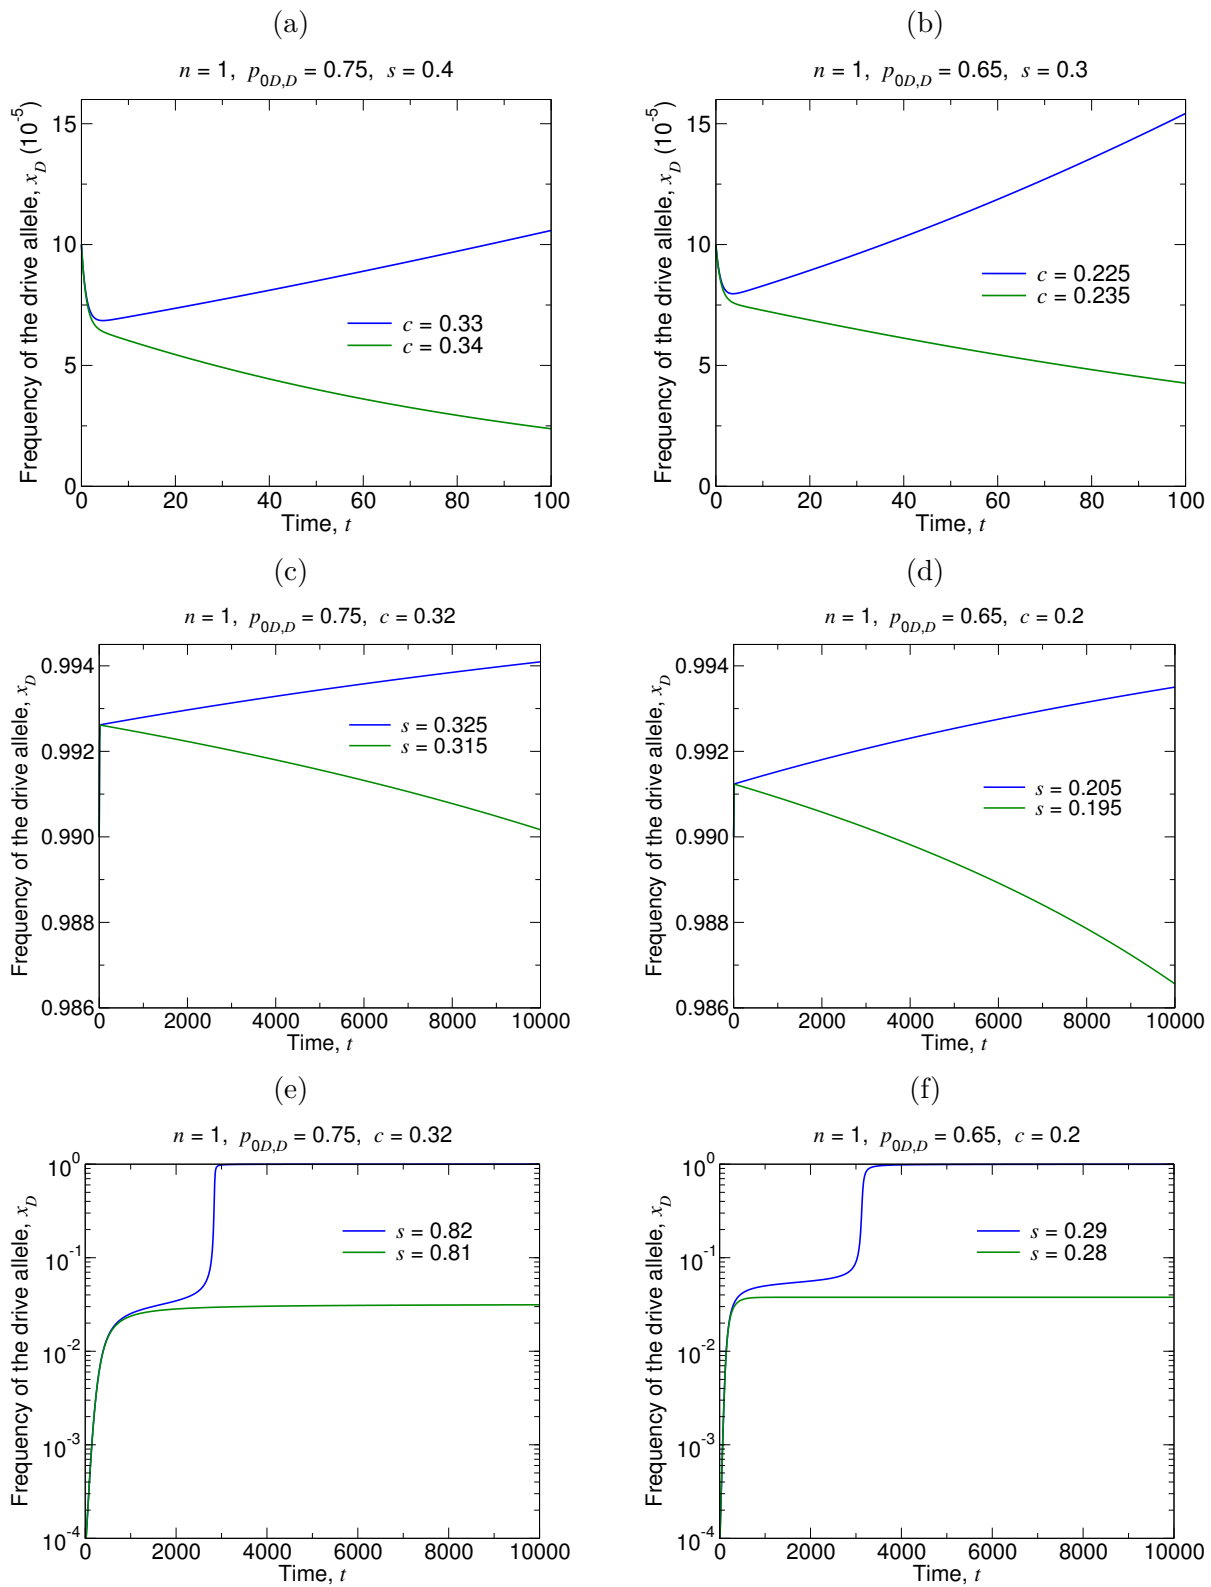 (a)
n = 1, p0D,D = 0.75, s = 0.4
Frequency of the drive allele, xD (10-5)
15
10
5
0
c = 0.33
c = 0.34
0 20 40 60 80 100
Time, t
(b)
n = 1, p0D,D = 0.65, s = 0.3
Frequency of the drive allele, xD (10-5)
15
10
5
0
c = 0.225
c = 0.235
0 20 40 60 80 100
Time, t
(c)
n = 1, p0D,D = 0.75, c = 0.32
Frequency of the drive allele, xD
0.994
0.992
0.990
0.988
0.986
s = 0.325
s = 0.315
0 2000 4000 6000 8000 10000
Time, t
(d)
n = 1, p0D,D = 0.65, c = 0.2
Frequency of the drive allele, xD
0.994
0.992
0.990
0.988
0.986
s = 0.205
s = 0.195
0 2000 4000 6000 8000 10000
Time, t
(e)
n = 1, p0D,D = 0.75, c = 0.32
Frequency of the drive allele, xD
100
10-1
10-2
10-3
10-4
s = 0.82
s = 0.81
0 2000 4000 6000 8000 10000
Time, t
(f)
n = 1, p0D,D = 0.65, c = 0.2
Frequency of the drive allele, xD
100
10-1
10-2
10-3
10-4
s = 0.29
s = 0.28
0 2000 4000 6000 8000 10000
Time, t